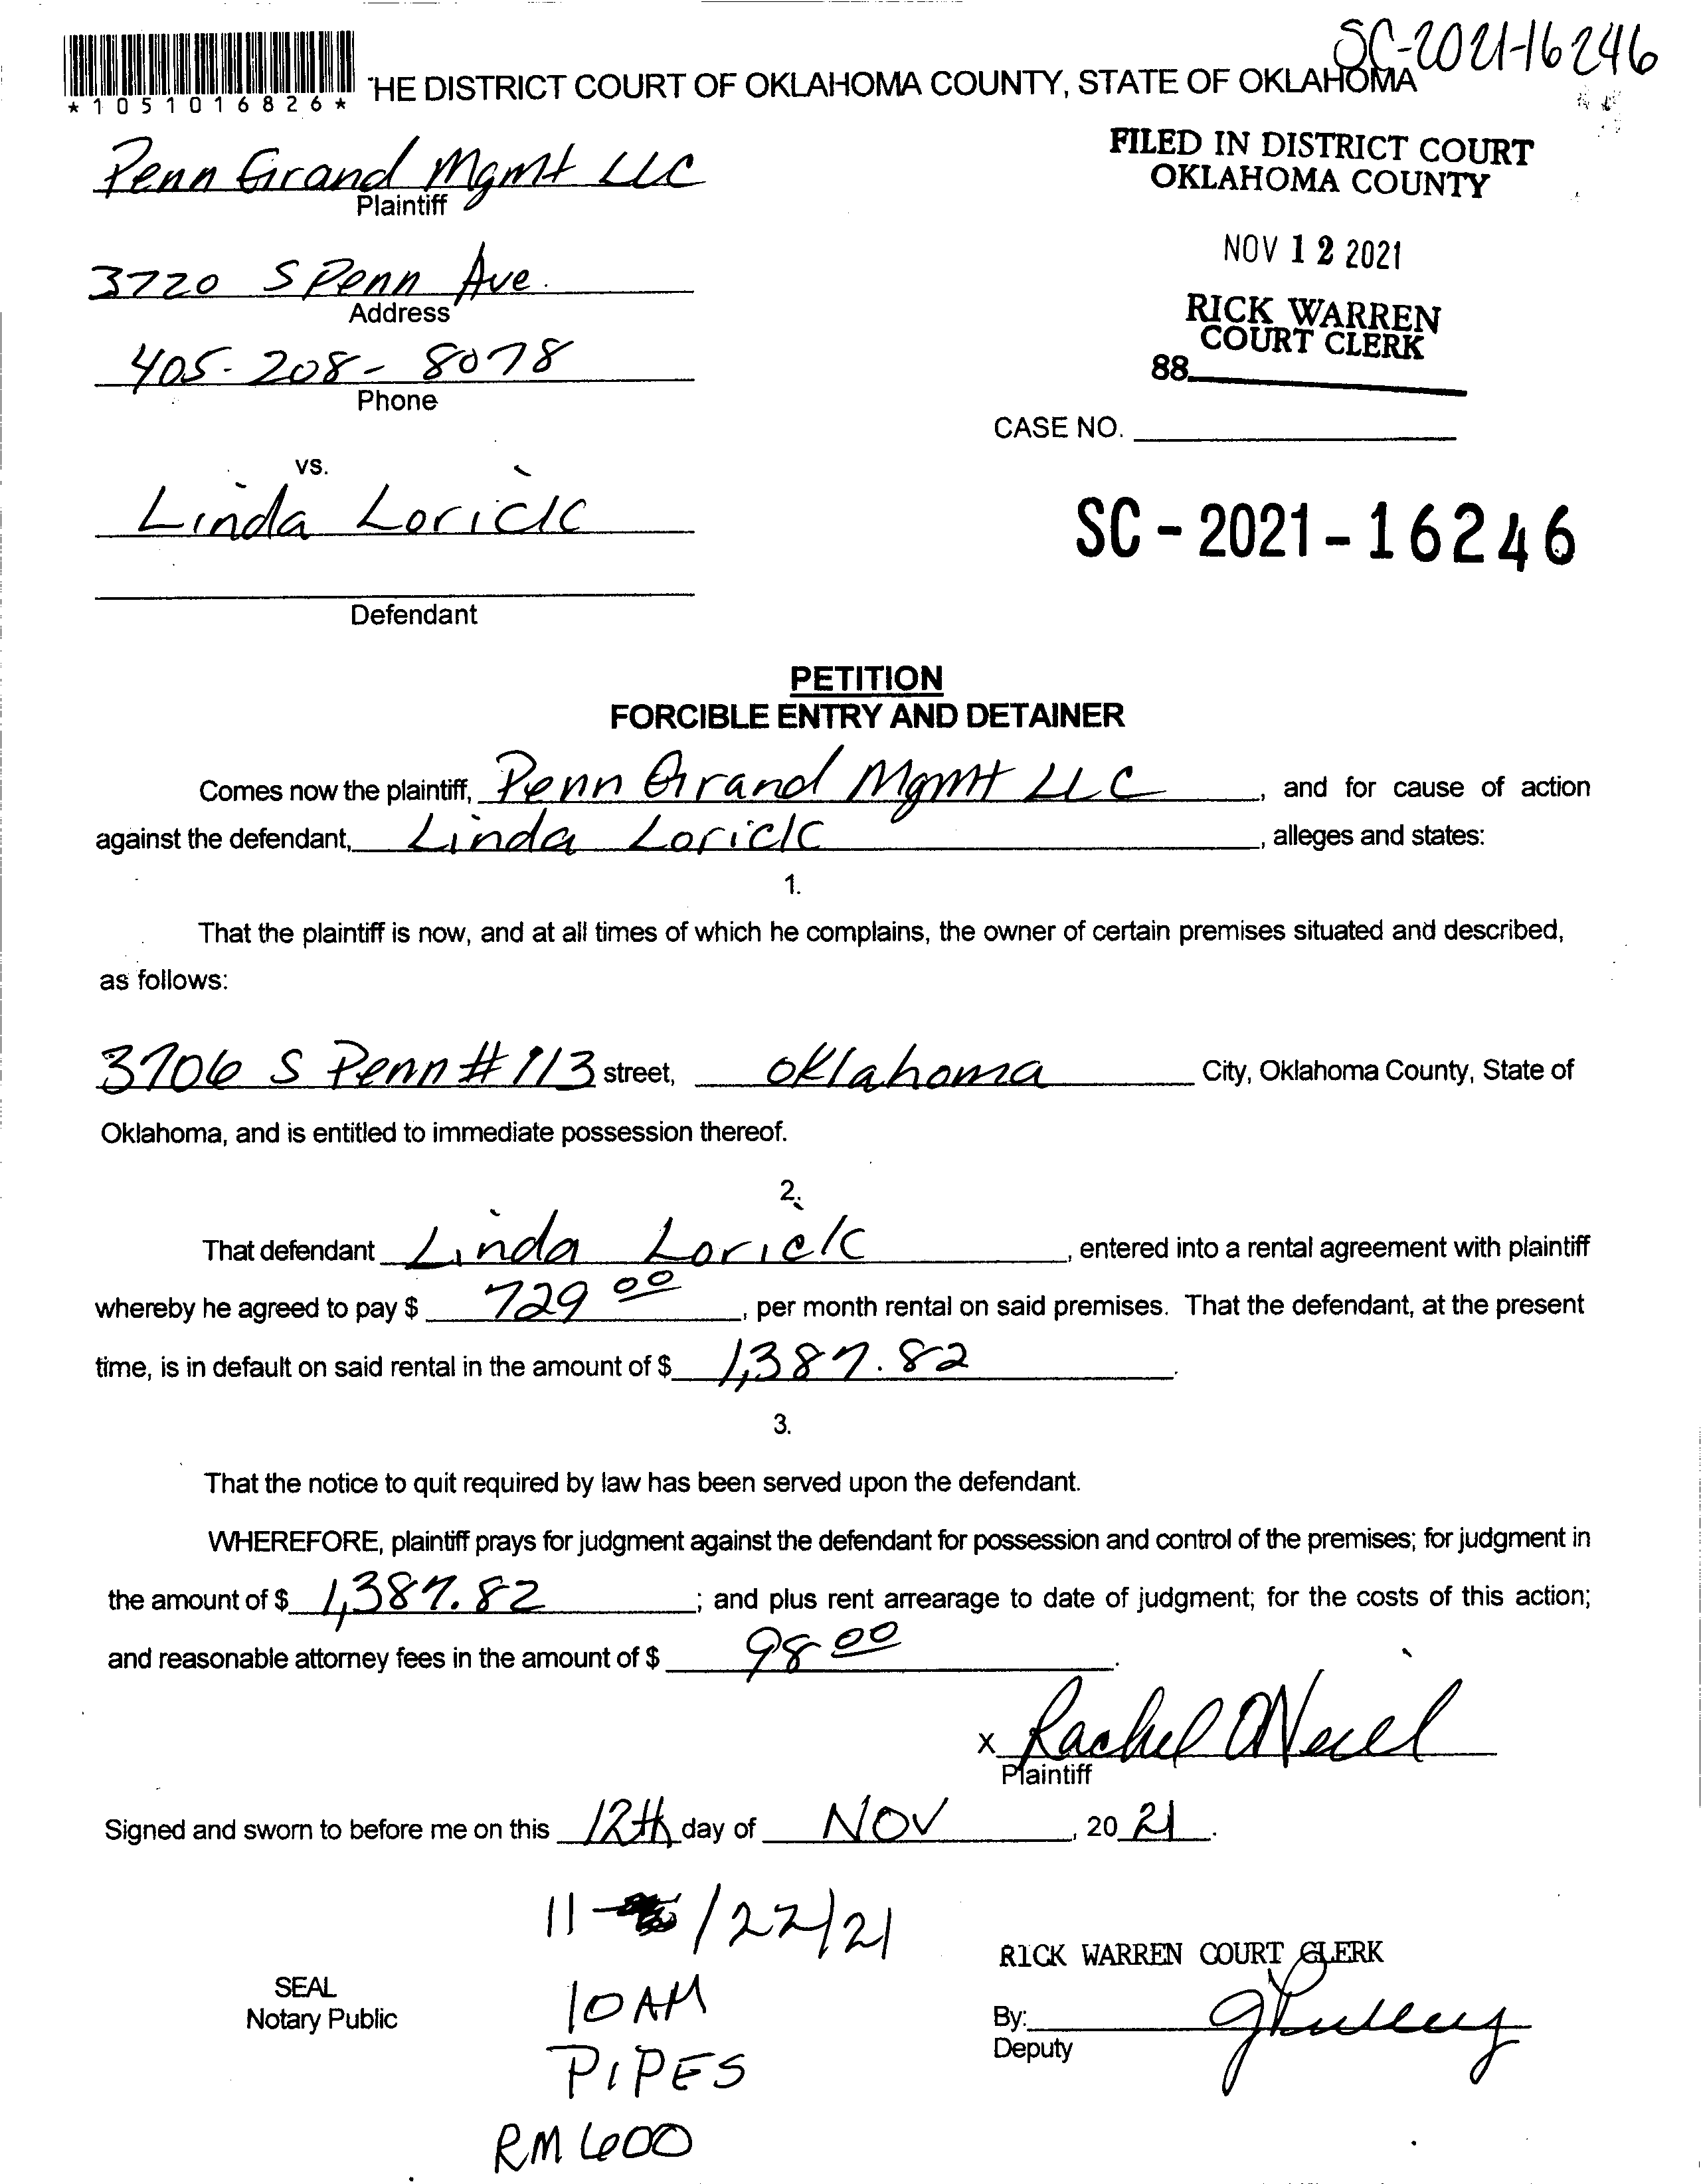 SC-2021-16246
*1051016826*
'HE DISTRICT COURT OF OKLAHOMA COUNTY, STATE OF OKLAHOMA
Penn Grand Mgmt LLC
Plaintiff
FILED IN DISTRICT COURT
OKLAHOMA COUNTY
3720 S Penn Ave.
Address
NOV 12 2021
405-208-8078
Phone
RICK WARREN
COURT CLERK
88
CASE NO.
vs.
Linda Lorick
SC-2021-16246
Defendant
PETITION
FORCIBLE ENTRY AND DETAINER
Comes now the plaintiff, Penn Grand Mgmt LLC, and for cause of action
against the defendant, Linda Lorick, alleges and states:
1.
That the plaintiff is now, and at all times of which he complains, the owner of certain premises situated and described,
as follows:
3706 S Penn #113 street, Oklahoma City, Oklahoma County, State of
Oklahoma, and is entitled to immediate possession thereof.
2.
That defendant Linda Lorick, entered into a rental agreement with plaintiff
whereby he agreed to pay $ 729 00, per month rental on said premises. That the defendant, at the present
time, is in default on said rental in the amount of $ 1,387.82.
3.
That the notice to quit required by law has been served upon the defendant.
WHEREFORE, plaintiff prays for judgment against the defendant for possession and control of the premises; for judgment in
the amount of $ 1,387.82; and plus rent arrearage to date of judgment; for the costs of this action;
and reasonable attorney fees in the amount of $ 98 00.
x Rachel ONeal
Plaintiff
Signed and sworn to before me on this 12th day of NOV, 20 21.
11-/22/21
RICK WARREN COURT CLERK
SEAL
Notary Public
10 AM
By:
Deputy
PIPES
RM 600